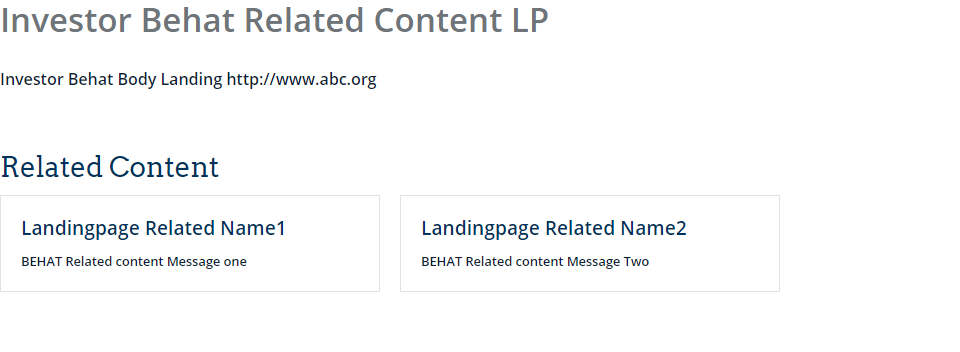 Investor Behat Related Content LP
Investor Behat Body Landing http://www.abc.org
Related Content
Landingpage Related Name1
BEHAT Related content Message one
Landingpage Related Name2
BEHAT Related content Message Two